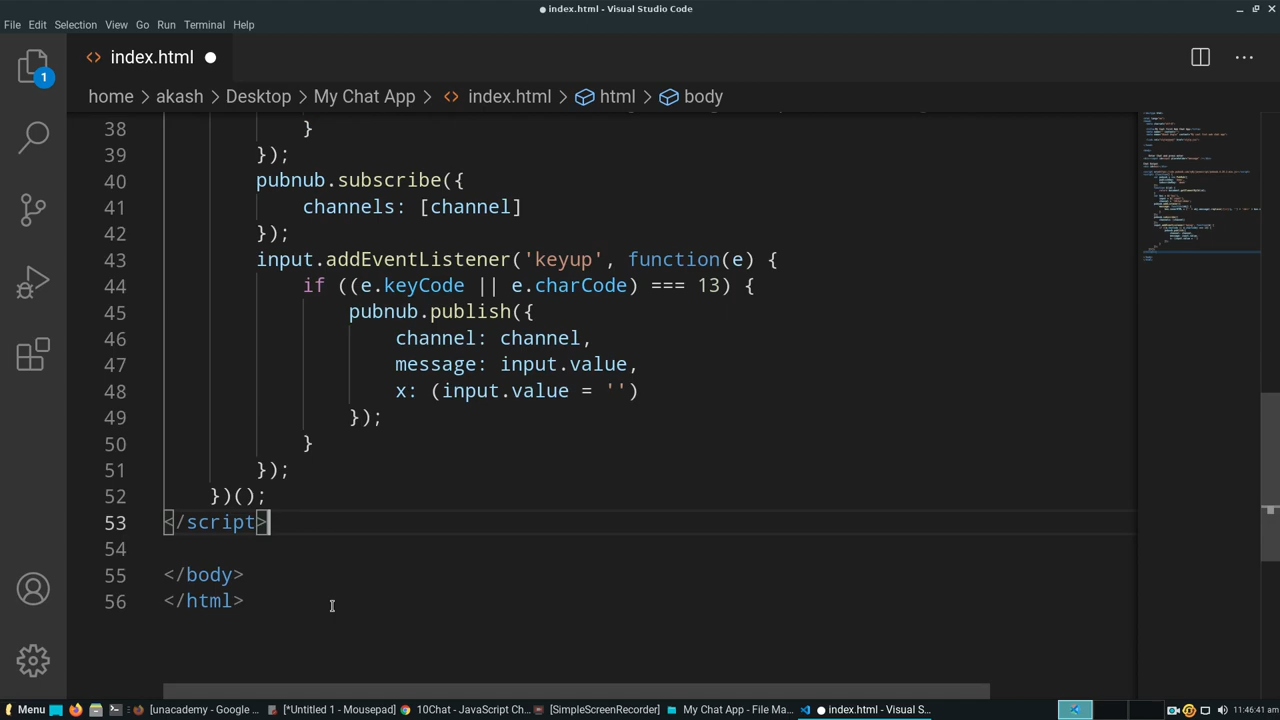 index.html - Visual Studio Code
File Edit Selection View Go Run Terminal Help
index.html
1
home > akash > Desktop > My Chat App > index.html > html > body
38 }
39 });
40 pubnub.subscribe({
41 channels: [channel]
42 });
43 input.addEventListener('keyup', function(e) {
44 if ((e.keyCode || e.charCode) === 13) {
45 pubnub.publish({
46 channel: channel,
47 message: input.value,
48 x: (input.value = '')
49 });
50 }
51 });
52 })();
53 </script>
54
55 </body>
56 </html>
Menu [unacademy - Google ... [*Untitled 1 - Mousepad] 10Chat - JavaScript Ch... [SimpleScreenRecorder] My Chat App - File Ma... index.html - Visual S... 11:46:41 am